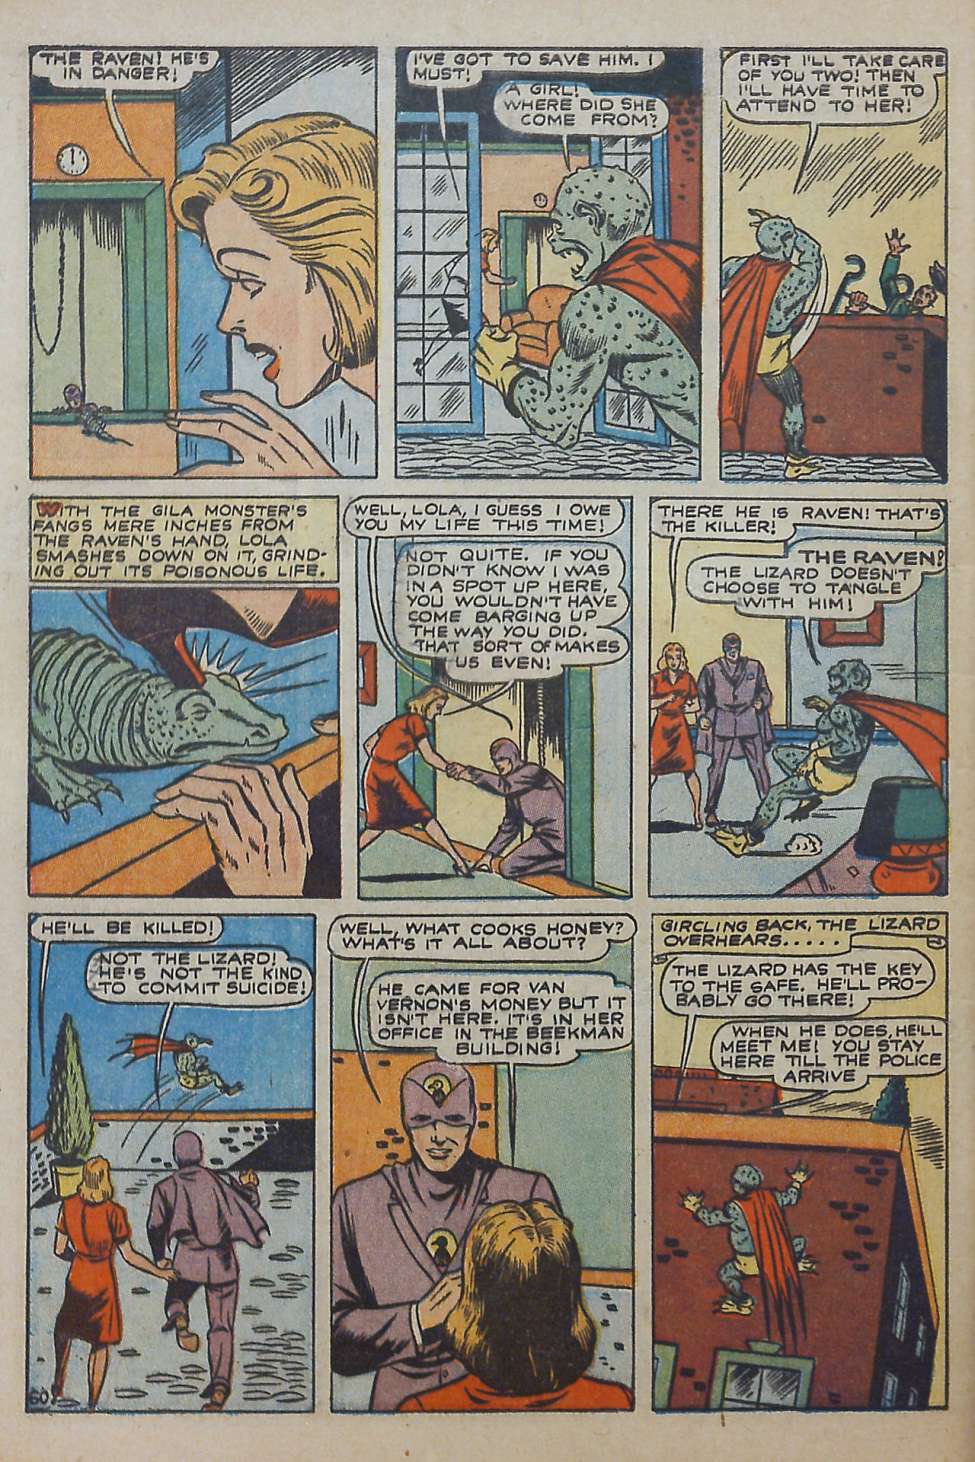 THE RAVEN! HE'S
IN DANGER!
I'VE GOT TO SAVE HIM. I
MUST!
A GIRL!
WHERE DID SHE
COME FROM?
FIRST I'LL TAKE CARE
OF YOU TWO! THEN
I'LL HAVE TIME TO
ATTEND TO HER!
WITH THE GILA MONSTER'S
FANGS MERE INCHES FROM
THE RAVEN'S HAND, LOLA
SMASHES DOWN ON IT, GRIND-
ING OUT ITS POISONOUS LIFE.
WELL, LOLA, I GUESS I OWE
YOU MY LIFE THIS TIME!
NOT QUITE. IF YOU
DIDN'T KNOW I WAS
IN A SPOT UP HERE,
YOU WOULDN'T HAVE
COME BARGING UP
THE WAY YOU DID.
THAT SORT OF MAKES
US EVEN!
THERE HE IS RAVEN! THAT'S
THE KILLER!
THE RAVEN!
THE LIZARD DOESN'T
CHOOSE TO TANGLE
WITH HIM!
HE'LL BE KILLED!
NOT THE LIZARD!
HE'S NOT THE KIND
TO COMMIT SUICIDE!
WELL, WHAT COOKS HONEY?
WHAT'S IT ALL ABOUT?
HE CAME FOR VAN
VERNON'S MONEY BUT IT
ISN'T HERE. IT'S IN HER
OFFICE IN THE BEEKMAN
BUILDING!
CIRCLING BACK, THE LIZARD
OVERHEARS.....
THE LIZARD HAS THE KEY
TO THE SAFE. HE'LL PRO-
BABLY GO THERE!
WHEN HE DOES, HE'LL
MEET ME! YOU STAY
HERE TILL THE POLICE
ARRIVE
60